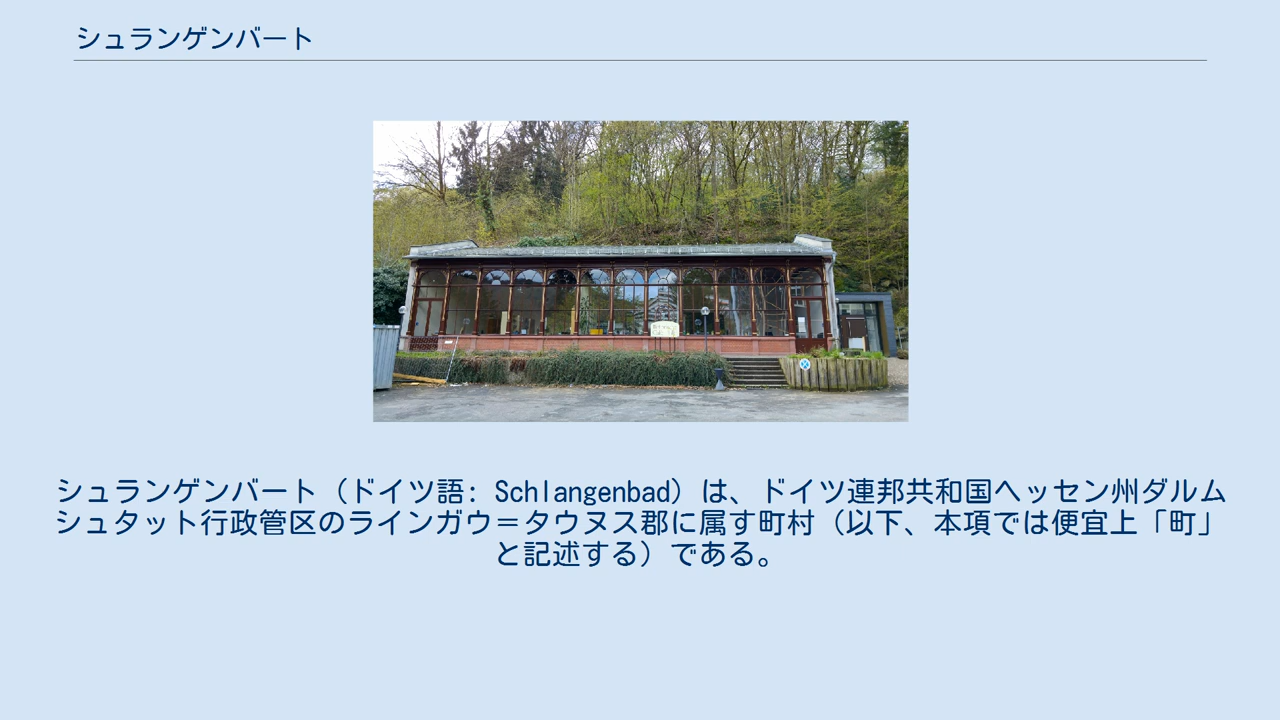 シュランゲンバート
シュランゲンバート（ドイツ語: Schlangenbad）は、ドイツ連邦共和国ヘッセン州ダルム
シュタット行政管区のラインガウ＝タウヌス郡に属す町村（以下、本項では便宜上「町」
と記述する）である。